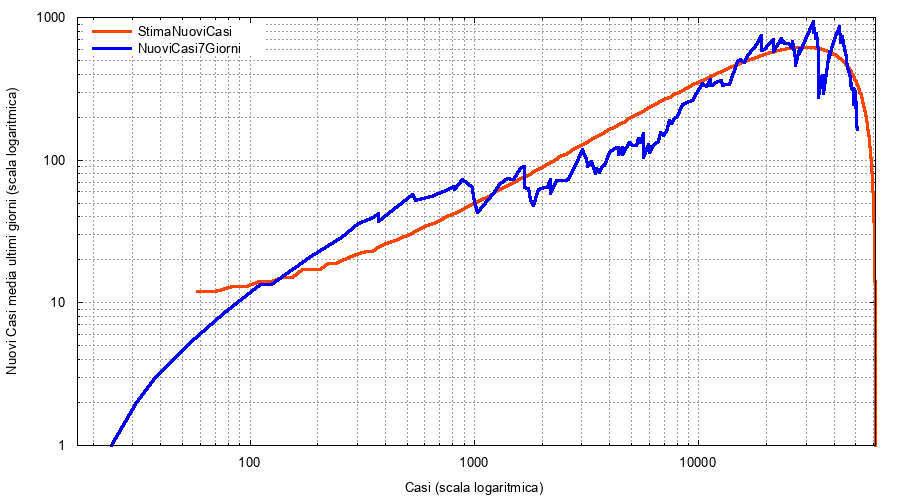 1000
StimaNuoviCasi
NuoviCasi7Giorni
100
10
1
Nuovi Casi media ultimi giorni (scala logaritmica)
100 1000 10000
Casi (scala logaritmica)